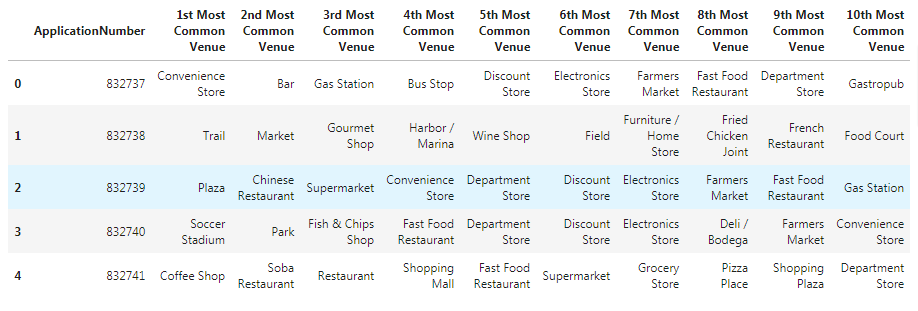 1st Most 2nd Most 3rd Most 4th Most 5th Most 6th Most 7th Most 8th Most 9th Most 10th Most
ApplicationNumber Common Common Common Common Common Common Common Common Common Common
Venue Venue Venue Venue Venue Venue Venue Venue Venue Venue
0 832737 Convenience Store Bar Gas Station Bus Stop Discount Store Electronics Store Farmers Market Fast Food Restaurant Department Store Gastropub
1 832738 Trail Market Gourmet Shop Harbor / Marina Wine Shop Field Furniture / Home Store Fried Chicken Joint French Restaurant Food Court
2 832739 Plaza Chinese Restaurant Supermarket Convenience Store Department Store Discount Store Electronics Store Farmers Market Fast Food Restaurant Gas Station
3 832740 Soccer Stadium Park Fish & Chips Shop Fast Food Restaurant Department Store Discount Store Electronics Store Deli / Bodega Farmers Market Convenience Store
4 832741 Coffee Shop Soba Restaurant Restaurant Shopping Mall Fast Food Restaurant Supermarket Grocery Store Pizza Place Shopping Plaza Department Store